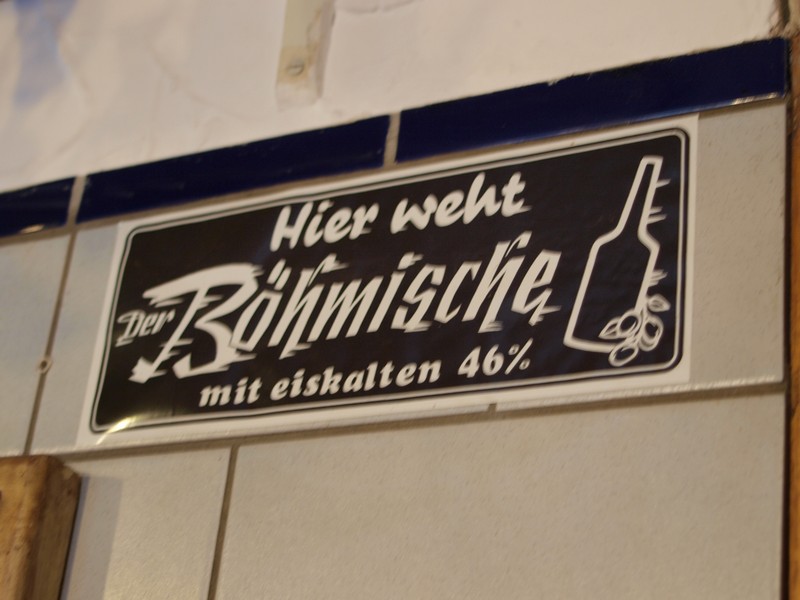 Hier weht
Der Böhmische
mit eiskalten 46%